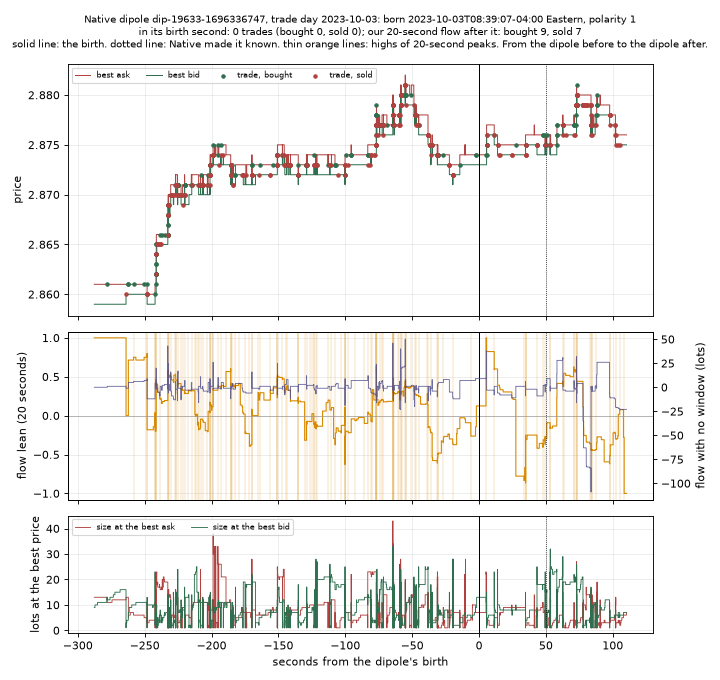 Native dipole dip-19633-1696336747, trade day 2023-10-03: born 2023-10-03T08:39:07-04:00 Eastern, polarity 1
in its birth second: 0 trades (bought 0, sold 0); our 20-second flow after it: bought 9, sold 7
solid line: the birth. dotted line: Native made it known. thin orange lines: highs of 20-second peaks. From the dipole before to the dipole after.
best ask best bid trade, bought trade, sold
2.880
2.875
2.870
2.865
2.860
price
1.0
0.5
0.0
−0.5
−1.0
flow lean (20 seconds)
50
25
0
−25
−50
−75
−100
flow with no window (lots)
size at the best ask size at the best bid
40
30
20
10
0
lots at the best price
−300 −250 −200 −150 −100 −50 0 50 100
seconds from the dipole's birth